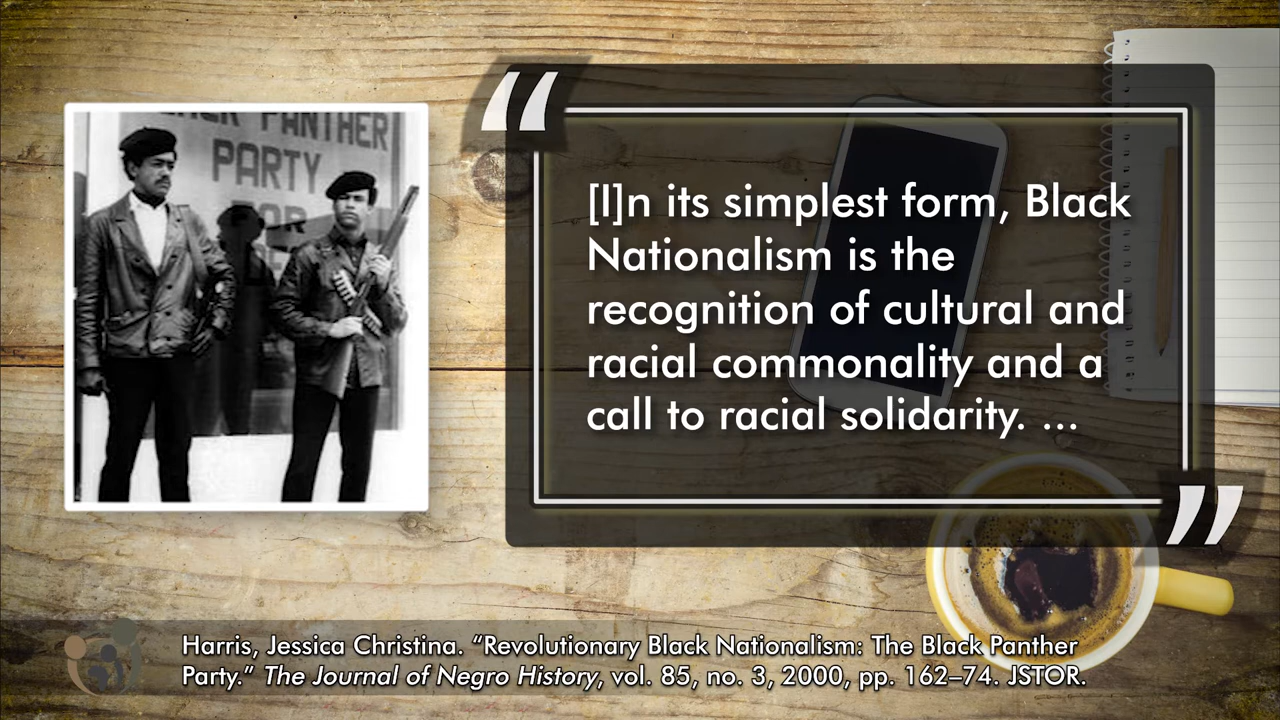 PANTHER
PARTY
FOR
“
[I]n its simplest form, Black
Nationalism is the
recognition of cultural and
racial commonality and a
call to racial solidarity. ...
”
Harris, Jessica Christina. “Revolutionary Black Nationalism: The Black Panther
Party.” The Journal of Negro History, vol. 85, no. 3, 2000, pp. 162–74. JSTOR.